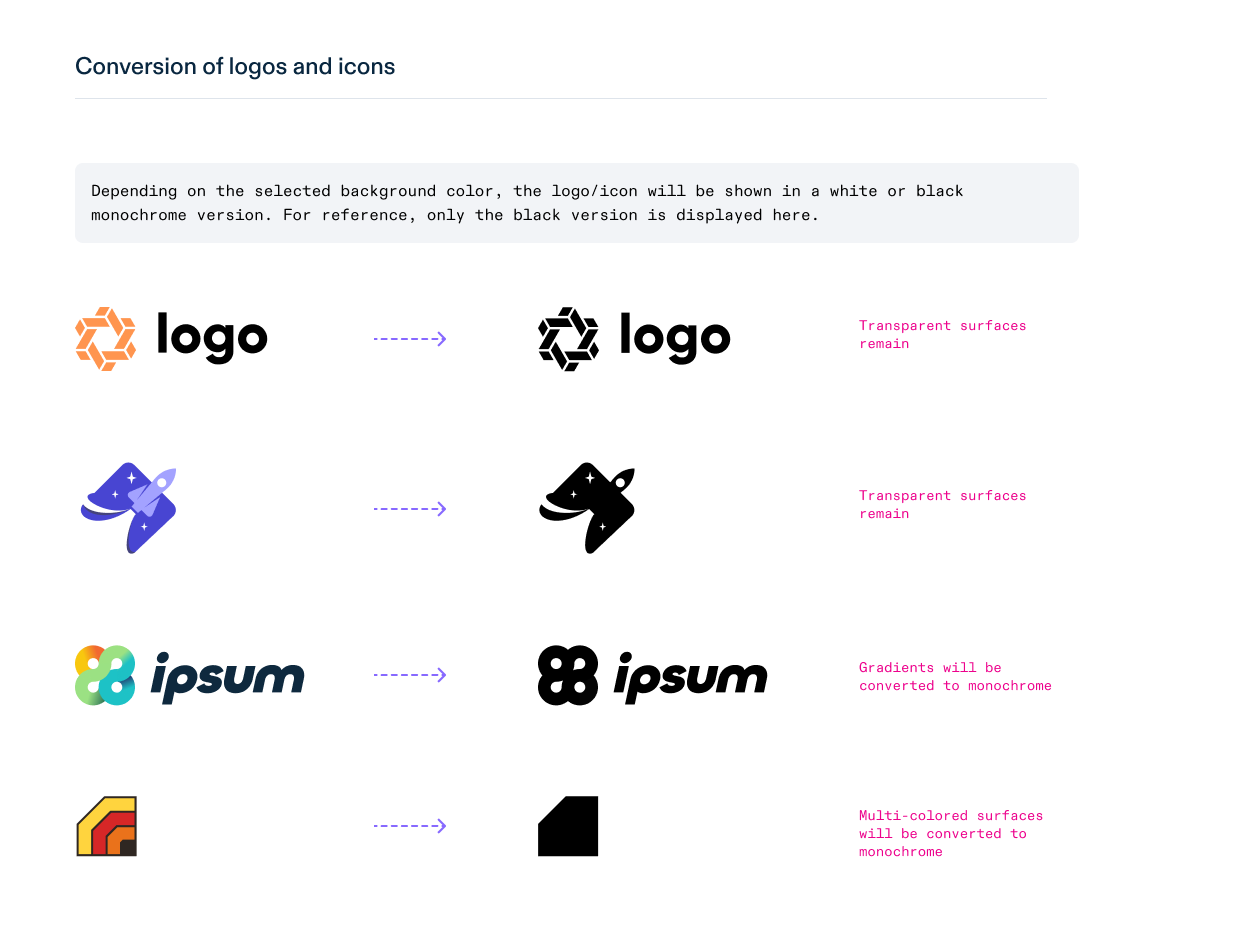 Conversion of logos and icons
Depending on the selected background color, the logo/icon will be shown in a white or black
monochrome version. For reference, only the black version is displayed here.
logo
logo
Transparent surfaces
remain
Transparent surfaces
remain
ipsum
ipsum
Gradients will be
converted to monochrome
Multi-colored surfaces
will be converted to
monochrome